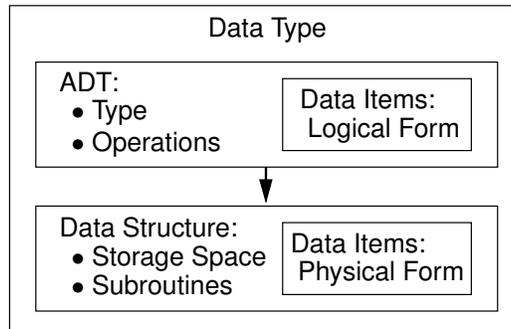 Data Type
ADT:
• Type
• Operations
Data Items:
Logical Form
Data Structure:
• Storage Space
• Subroutines
Data Items:
Physical Form